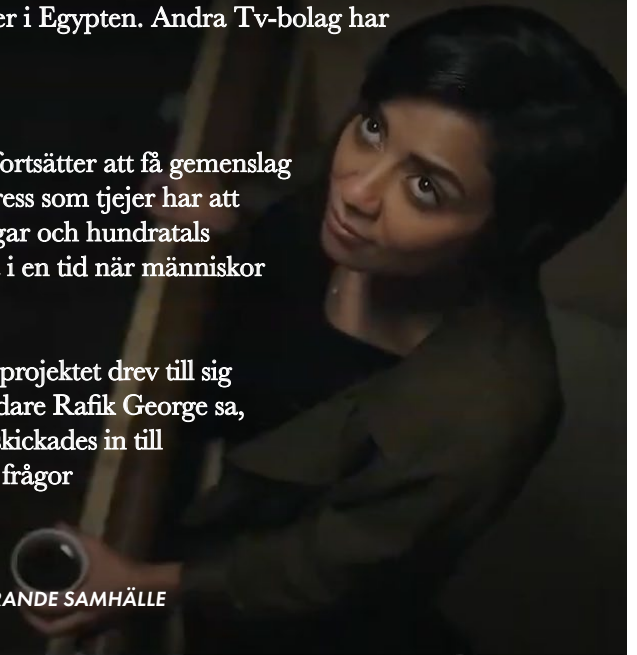 er i Egypten. Andra Tv-bolag har
fortsätter att få gemenslag
ress som tjejer har att
gar och hundratals
i en tid när människor
projektet drev till sig
dare Rafik George sa,
skickades in till
frågor
RANDE SAMHÄLLE